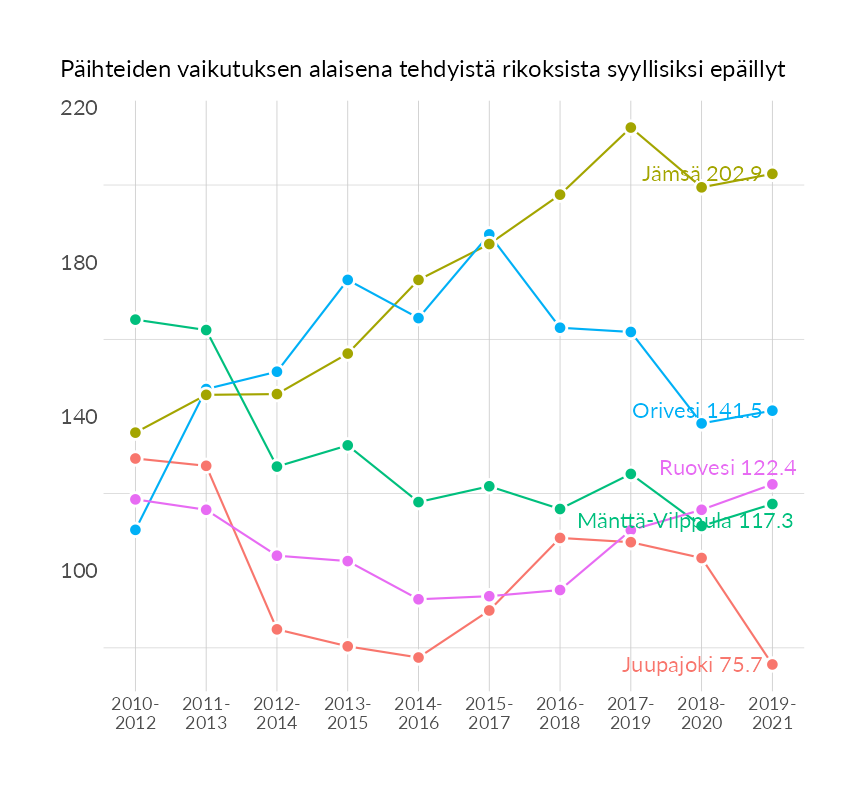 Päihteiden vaikutuksen alaisena tehdyistä rikoksista syyllisiksi epäillyt
220
Jämsä 202.9
180
140
Orivesi 141.5
Ruovesi 122.4
Mänttä-Vilppula 117.3
100
Juupajoki 75.7
2010- 2011- 2012- 2013- 2014- 2015- 2016- 2017- 2018- 2019-
2012 2013 2014 2015 2016 2017 2018 2019 2020 2021